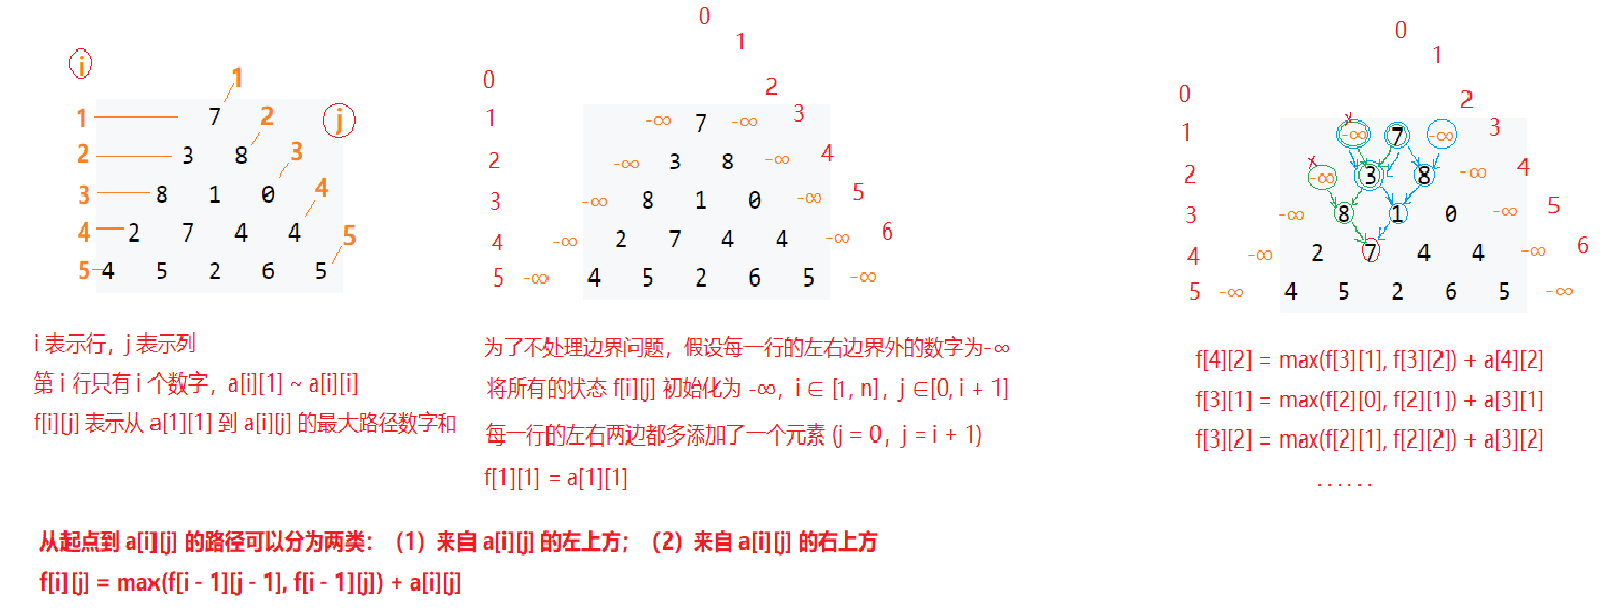 i
1
1 7 2 j
2 3 8 3
3 8 1 0 4
4 2 7 4 4 5
5 4 5 2 6 5
i 表示行，j 表示列
第 i 行只有 i 个数字，a[i][1] ~ a[i][i]
f[i][j] 表示从 a[1][1] 到 a[i][j] 的最大路径数字和
0
1
0 2
1 -∞ 7 -∞ 3
2 -∞ 3 8 -∞ 4
3 -∞ 8 1 0 -∞ 5
4 -∞ 2 7 4 4 -∞ 6
5 -∞ 4 5 2 6 5 -∞
为了不处理边界问题，假设每一行的左右边界外的数字为-∞
将所有的状态 f[i][j] 初始化为 -∞，i ∈ [1, n]，j ∈[0, i + 1]
每一行的左右两边都多添加了一个元素 (j = 0，j = i + 1)
f[1][1] = a[1][1]
0
1
0 2
1 x -∞ 7 -∞ 3
2 x -∞ 3 8 -∞ 4
3 -∞ 8 1 0 -∞ 5
4 -∞ 2 7 4 4 -∞ 6
5 -∞ 4 5 2 6 5 -∞
f[4][2] = max(f[3][1], f[3][2]) + a[4][2]
f[3][1] = max(f[2][0], f[2][1]) + a[3][1]
f[3][2] = max(f[2][1], f[2][2]) + a[3][2]
······
从起点到 a[i][j] 的路径可以分为两类：（1）来自 a[i][j] 的左上方；（2）来自 a[i][j] 的右上方
f[i][j] = max(f[i - 1][j - 1], f[i - 1][j]) + a[i][j]